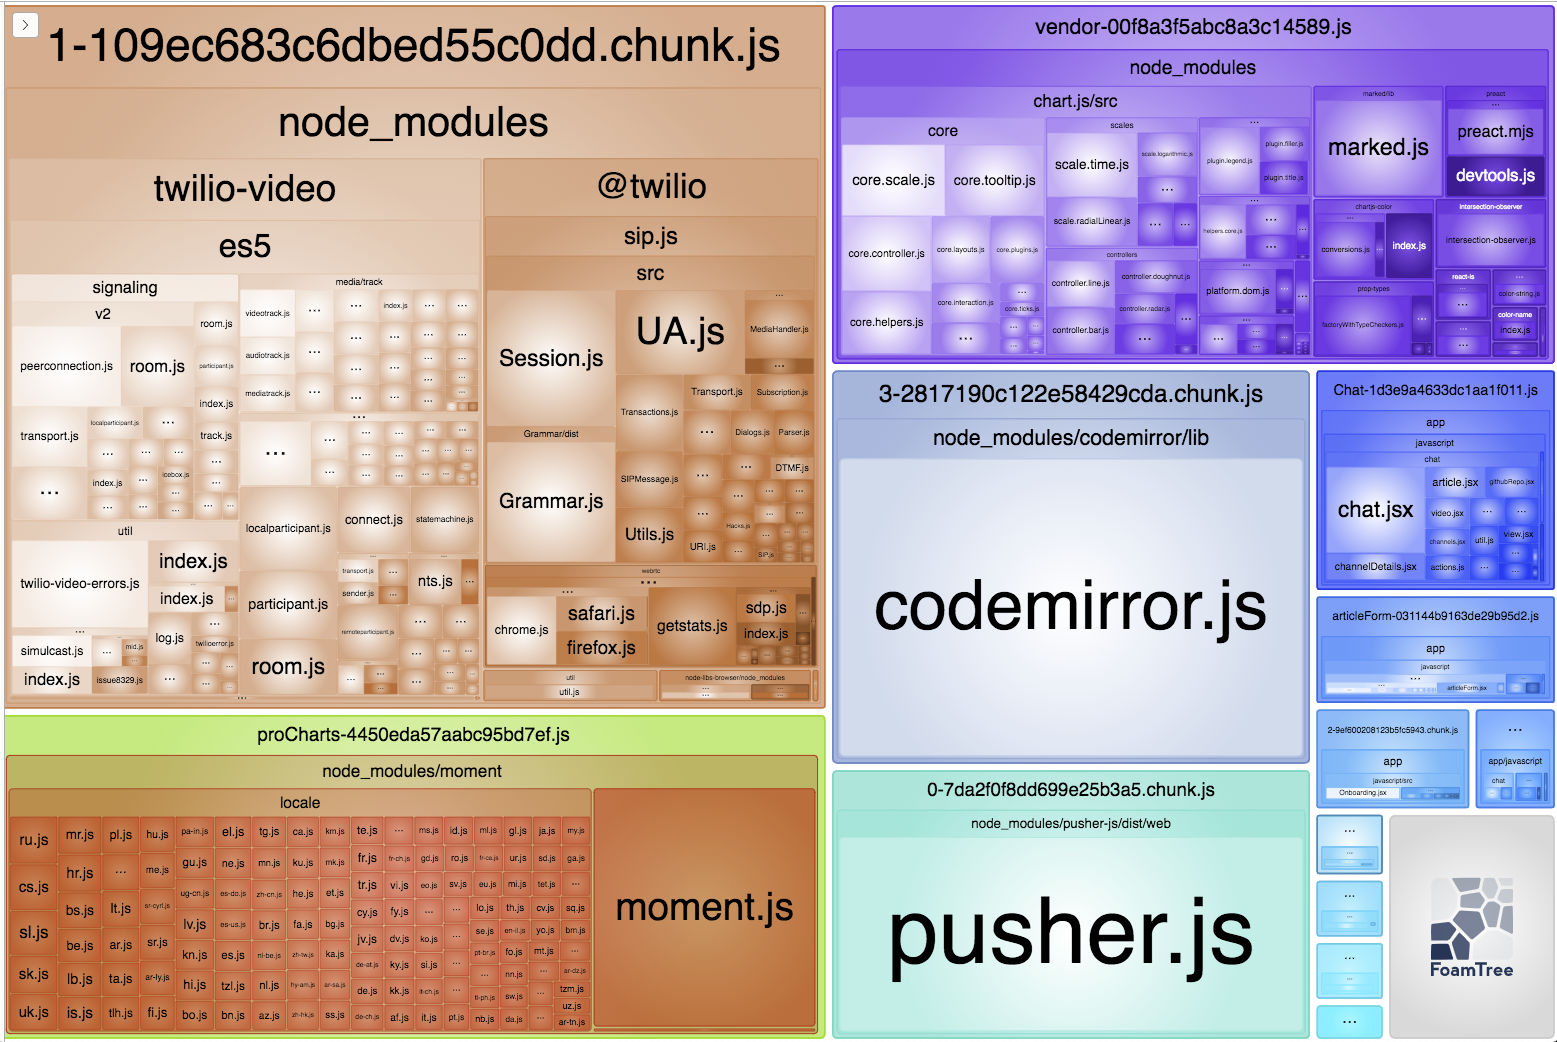 1-109ec683c6dbed55c0dd.chunk.js
node_modules
twilio-video
es5
signaling
v2
peerconnection.js
room.js
room.js
participant.js
index.js
transport.js
localparticipant.js
...
track.js
index.js
icebox.js
...
media/track
videotrack.js
...
...
index.js
...
...
audiotrack.js
mediatrack.js
...
util
twilio-video-errors.js
index.js
index.js
simulcast.js
...
mid.js
log.js
twilioerror.js
index.js
issue8329.js
...
localparticipant.js
connect.js
statemachine.js
participant.js
transport.js
sender.js
nts.js
remoteparticipant.js
room.js
@twilio
sip.js
src
Session.js
UA.js
...
MediaHandler.js
...
Transactions.js
Transport.js
Subscription.js
...
Dialogs.js
Parser.js
Grammar/dist
Grammar.js
SIPMessage.js
DTMF.js
Utils.js
URI.js
Hacks.js
SIP.js
webrtc
...
chrome.js
safari.js
firefox.js
getstats.js
sdp.js
index.js
util
util.js
node-libs-browser/node_modules
proCharts-4450eda57aabc95bd7ef.js
node_modules/moment
locale
ru.js mr.js pl.js hu.js pa-in.js el.js tg.js ca.js km.js te.js ... ms.js id.js ml.js gl.js ja.js my.js
cs.js hr.js ... me.js gu.js ne.js mn.js ku.js mk.js fr.js fr-ch.js gd.js ro.js fr-ca.js ur.js sd.js ga.js
sl.js bs.js lt.js sr-cyrl.js ug-cn.js es-do.js zh-cn.js he.js et.js tr.js vi.js eo.js sv.js eu.js mi.js tet.js ...
sk.js be.js ar.js sr.js lv.js es-us.js br.js fa.js bg.js cy.js fy.js ... lo.js th.js cv.js sq.js
lb.js ta.js ar-ly.js kn.js es.js nl-be.js zh-tw.js ka.js jv.js dv.js ko.js ... se.js en-il.js yo.js bm.js
hi.js tzl.js nl.js hy-am.js ar-sa.js de-at.js ky.js si.js ... pt-br.js fo.js mt.js ...
de.js kk.js it-ch.js ... nn.js ... ar-dz.js
tl-ph.js sw.js ... tzm.js
uz.js
uk.js is.js tlh.js fi.js bo.js bn.js az.js zh-hk.js ss.js de-ch.js af.js it.js pt.js nb.js da.js ... ar-tn.js
moment.js
vendor-00f8a3f5abc8a3c14589.js
node_modules
chart.js/src
core
core.scale.js
core.tooltip.js
core.controller.js
core.layouts.js
core.plugins.js
core.helpers.js
core.interaction.js
...
core.ticks.js
...
scales
scale.time.js
scale.logarithmic.js
...
scale.radialLinear.js
...
controllers
controller.line.js
controller.doughnut.js
controller.bar.js
controller.radar.js
...
...
plugin.legend.js
plugin.filler.js
plugin.title.js
...
helpers.core.js
...
platform.dom.js
...
marked/lib
marked.js
preact
...
preact.mjs
devtools.js
chartjs-color
...
conversions.js
index.js
intersection-observer
intersection-observer.js
prop-types
factoryWithTypeCheckers.js
react-is
...
color-string.js
color-name
index.js
3-2817190c122e58429cda.chunk.js
node_modules/codemirror/lib
codemirror.js
0-7da2f0f8dd699e25b3a5.chunk.js
node_modules/pusher-js/dist/web
pusher.js
Chat-1d3e9a4633dc1aa1f011.js
app
javascript
chat
chat.jsx
article.jsx
githubRepo.jsx
video.jsx
...
channels.jsx
util.js
view.jsx
channelDetails.jsx
actions.js
...
articleForm-031144b9163de29b95d2.js
app
javascript
...
articleForm.jsx
2-9ef600208123b5fc5943.chunk.js
app
javascript/src
Onboarding.jsx
...
app/javascript
chat
...
...
...
...
FoamTree